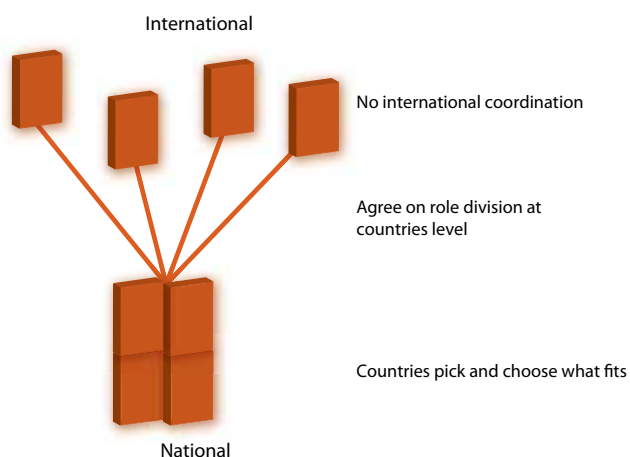 International
No international coordination
Agree on role division at
countries level
Countries pick and choose what fits
National